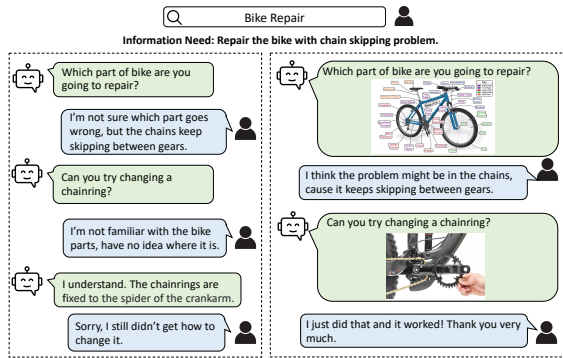 Bike Repair
Information Need: Repair the bike with chain skipping problem.
Which part of bike are you
going to repair?
I'm not sure which part goes
wrong, but the chains keep
skipping between gears.
Can you try changing a
chainring?
I'm not familiar with the bike
parts, have no idea where it is.
I understand. The chainrings are
fixed to the spider of the crankarm.
Sorry, I still didn't get how to
change it.
Which part of bike are you going to repair?
I think the problem might be in the chains,
cause it keeps skipping between gears.
Can you try changing a chainring?
I just did that and it worked! Thank you very
much.